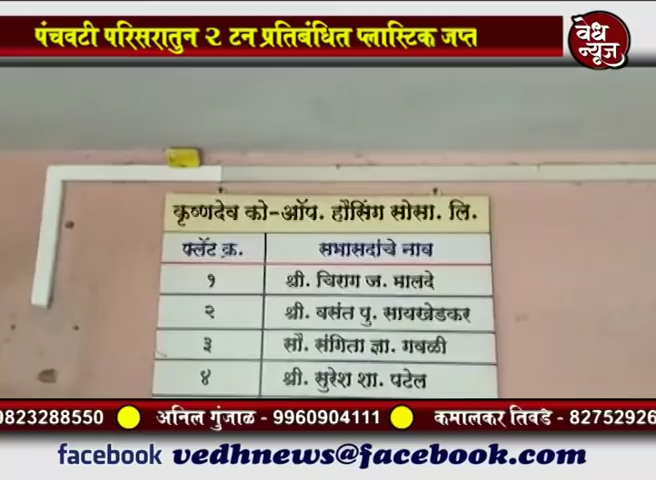 पंचवटी परिसरातुन २ टन प्रतिबंधित प्लास्टिक जप्त
वेध
न्यूज
कृष्णदेव को-ऑप. हौसिंग सोसा. लि.
फ्लॅट क्र. सभासदांचे नाव
१ श्री. चिराग ज. मालदे
२ श्री. वसंत पु. सायखेडकर
३ सौ. संगिता ज्ञा. गवळी
४ श्री. सुरेश शा. पटेल
9823288550 अनिल गुंजाळ - 9960904111 कमालकर तिवडे - 82752926
facebook vedhnews@facebook.com